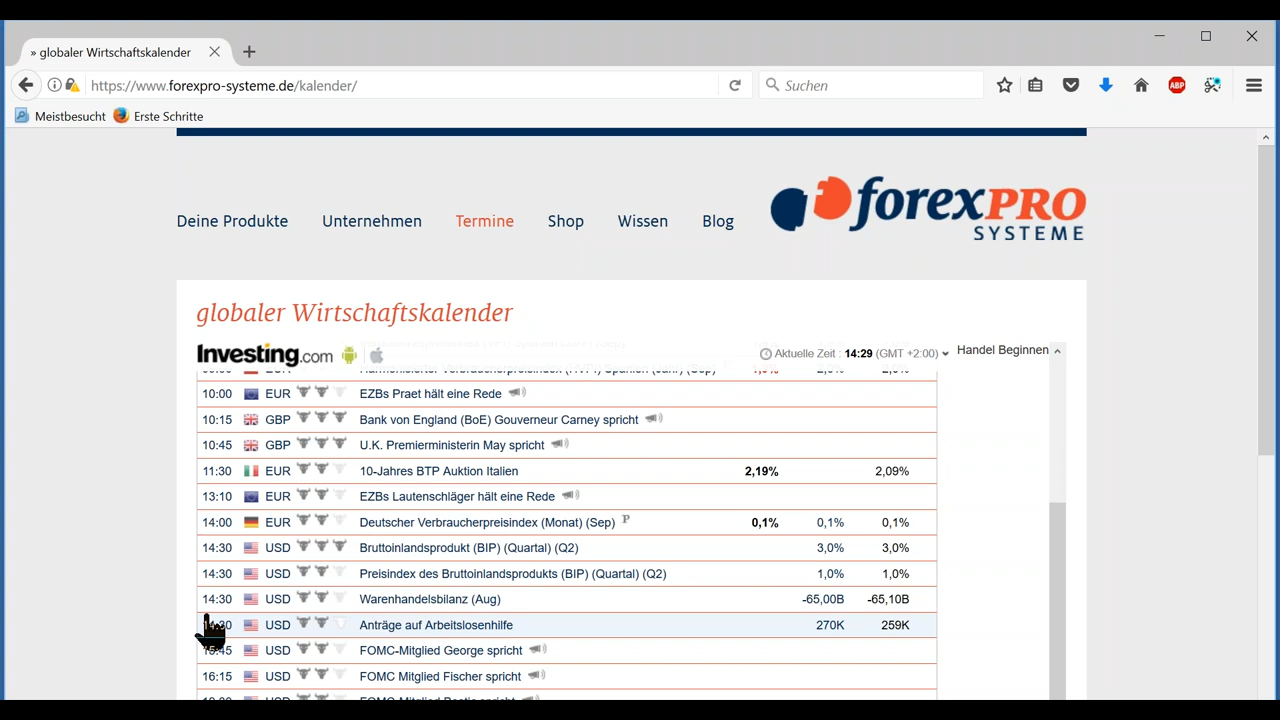 » globaler Wirtschaftskalender
https://www.forexpro-systeme.de/kalender/
Suchen
ABP
Meistbesucht Erste Schritte
Deine Produkte Unternehmen Termine Shop Wissen Blog
forexPRO
SYSTEME
globaler Wirtschaftskalender
Investing.com Aktuelle Zeit : 14:29 (GMT +2:00) Handel Beginnen
10:00 EUR EZBs Praet hält eine Rede
10:15 GBP Bank von England (BoE) Gouverneur Carney spricht
10:45 GBP U.K. Premierministerin May spricht
11:30 EUR 10-Jahres BTP Auktion Italien 2,19% 2,09%
13:10 EUR EZBs Lautenschläger hält eine Rede
14:00 EUR Deutscher Verbraucherpreisindex (Monat) (Sep) P 0,1% 0,1% 0,1%
14:30 USD Bruttoinlandsprodukt (BIP) (Quartal) (Q2) 3,0% 3,0%
14:30 USD Preisindex des Bruttoinlandsprodukts (BIP) (Quartal) (Q2) 1,0% 1,0%
14:30 USD Warenhandelsbilanz (Aug) -65,00B -65,10B
14:30 USD Anträge auf Arbeitslosenhilfe 270K 259K
15:45 USD FOMC-Mitglied George spricht
16:15 USD FOMC Mitglied Fischer spricht